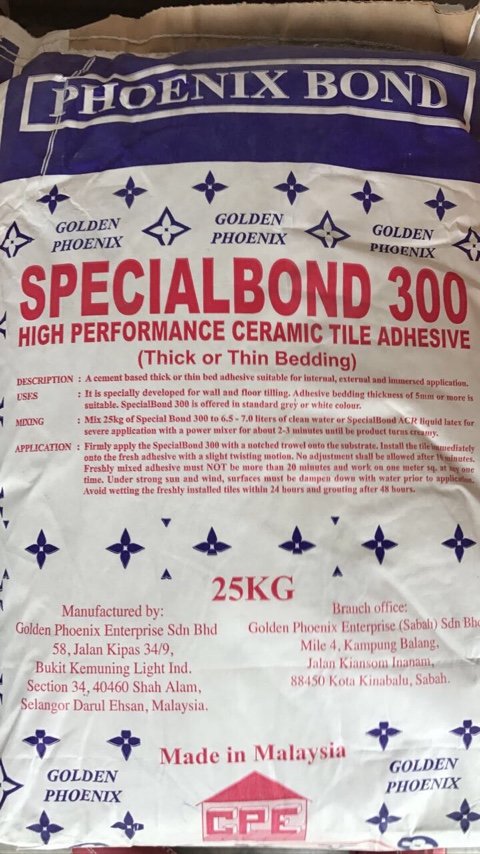 PHOENIX BOND
GOLDEN PHOENIX
GOLDEN PHOENIX
GOLDEN PHOENIX
SPECIALBOND 300
HIGH PERFORMANCE CERAMIC TILE ADHESIVE
(Thick or Thin Bedding)
DESCRIPTION : A cement based thick or thin bed adhesive suitable for internal, external and immersed application.
USES : It is specially developed for wall and floor tilling. Adhesive bedding thickness of 5mm or more is
suitable. SpecialBond 300 is offered in standard grey or white colour.
MIXING : Mix 25kg of Special Bond 300 to 6.5 - 7.0 liters of clean water or SpecialBond ACR liquid latex for
severe application with a power mixer for about 2-3 minutes until be product turns creamy.
APPLICATION : Firmly apply the SpecialBond 300 with a notched trowel onto the substrate. Install the tile immediately
onto the fresh adhesive with a slight twisting motion. No adjustment shall be allowed after minutes.
Freshly mixed adhesive must NOT be more than 20 minutes and work on one meter sq. at any one
time. Under strong sun and wind, surfaces must be dampen down with water prior to application.
Avoid wetting the freshly installed tiles within 24 hours and grouting after 48 hours.
25KG
Manufactured by:
Golden Phoenix Enterprise Sdn Bhd
58, Jalan Kipas 34/9,
Bukit Kemuning Light Ind.
Section 34, 40460 Shah Alam,
Selangor Darul Ehsan, Malaysia.
Branch office:
Golden Phoenix Enterprise (Sabah) Sdn Bhd
Mile 4, Kampung Balang,
Jalan Kiansom Inanam,
88450 Kota Kinabalu, Sabah.
Made in Malaysia
GOLDEN PHOENIX
GOLDEN PHOENIX
CPE